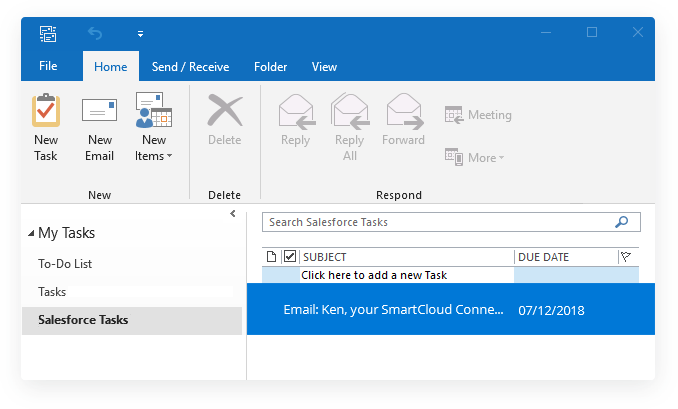 File Home Send / Receive Folder View
New Task
New Email
New Items
Delete
Reply
Reply All
Forward
Meeting
More
New Delete Respond
My Tasks
To-Do List
Tasks
Salesforce Tasks
Search Salesforce Tasks
SUBJECT DUE DATE
Click here to add a new Task
Email: Ken, your SmartCloud Conne... 07/12/2018